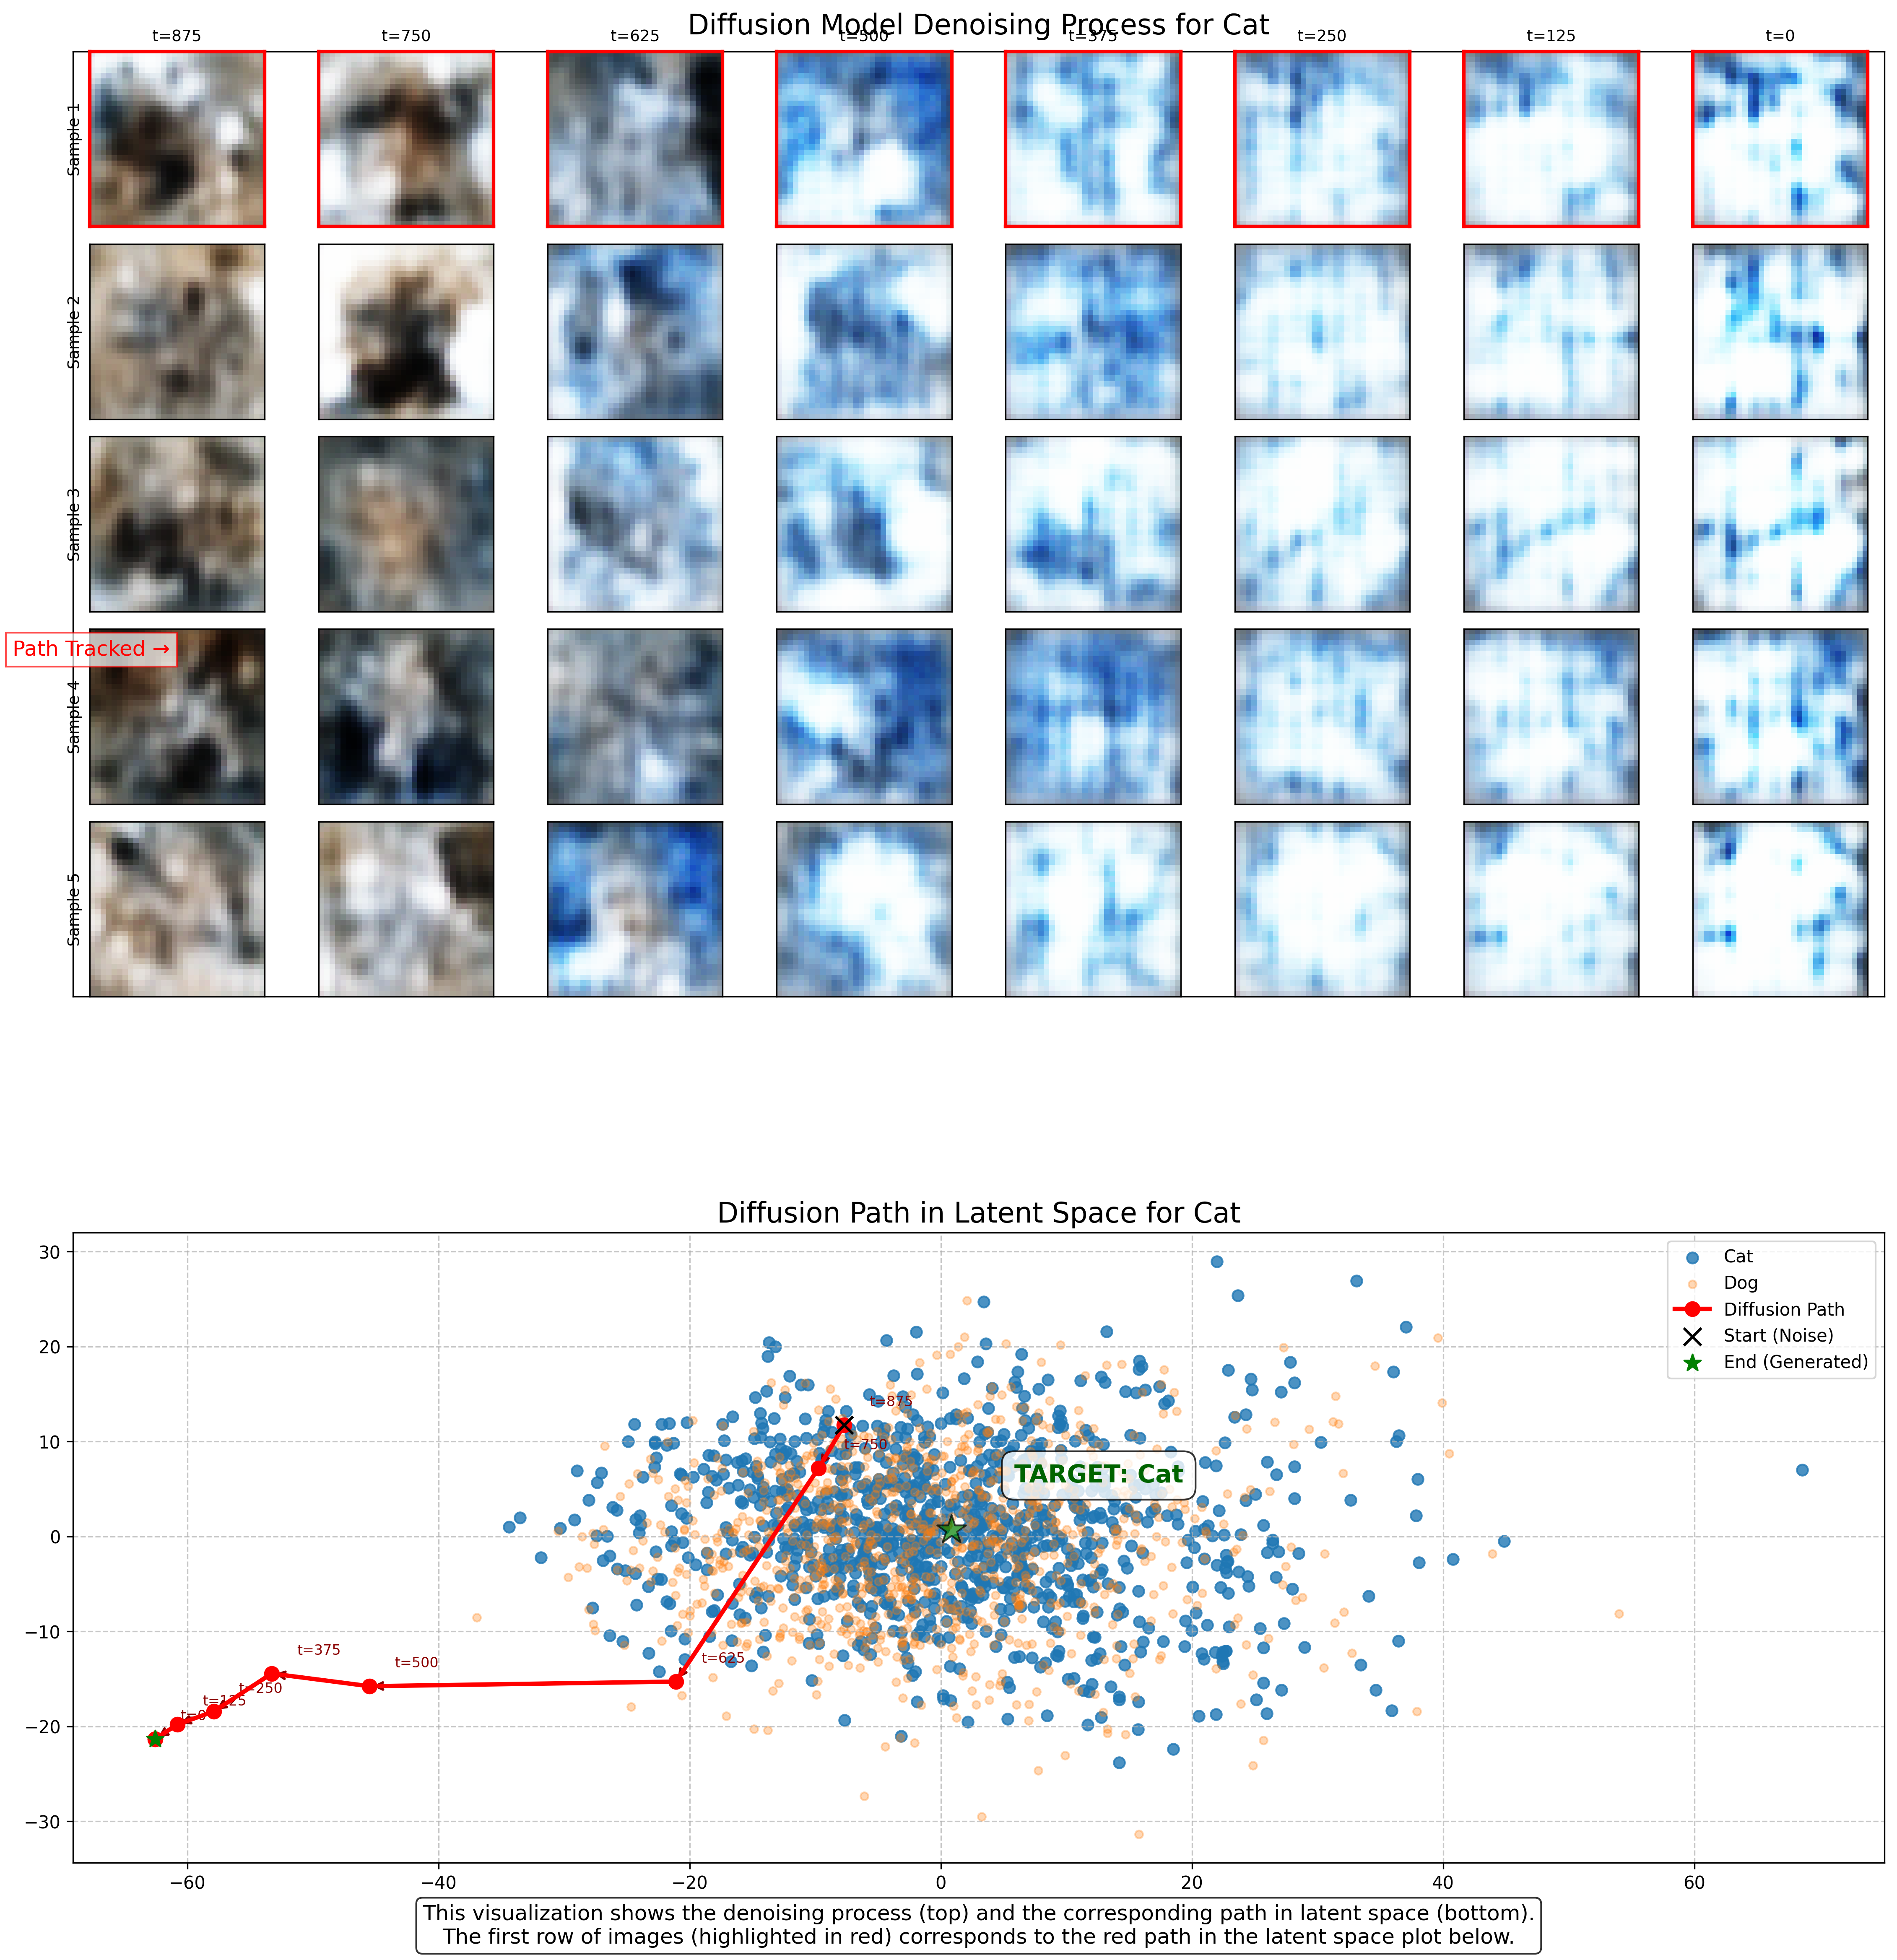 Diffusion Model Denoising Process for Cat
t=875
t=750
t=625
t=500
t=375
t=250
t=125
t=0
Sample 1
Sample 2
Sample 3
Path Tracked →
Sample 4
Sample 5
Diffusion Path in Latent Space for Cat
30
20
10
0
−10
−20
−30
Cat
Dog
Diffusion Path
Start (Noise)
End (Generated)
t=875
t=750
TARGET: Cat
t=625
t=500
t=375
t=250
t=125
t=0
−60
−40
−20
0
20
40
60
This visualization shows the denoising process (top) and the corresponding path in latent space (bottom).
The first row of images (highlighted in red) corresponds to the red path in the latent space plot below.